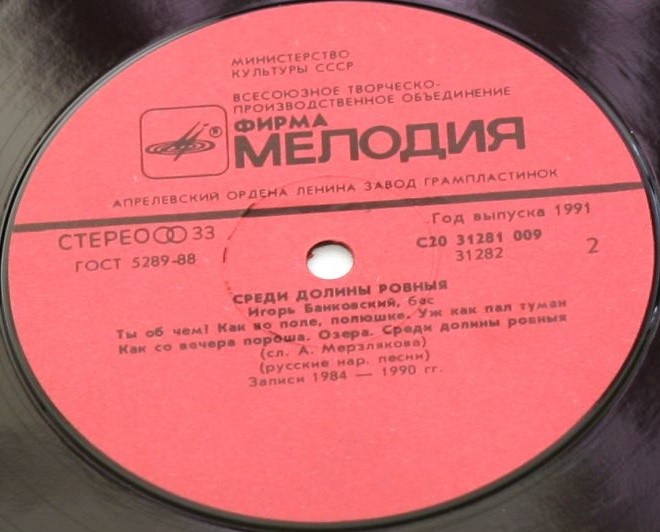 МИНИСТЕРСТВО
КУЛЬТУРЫ СССР
ВСЕСОЮЗНОЕ ТВОРЧЕСКО-
ПРОИЗВОДСТВЕННОЕ ОБЪЕДИНЕНИЕ
®
ФИРМА
МЕЛОДИЯ
АПРЕЛЕВСКИЙ ОРДЕНА ЛЕНИНА ЗАВОД ГРАМПЛАСТИНОК
СТЕРЕО 33
Год выпуска 1991
ГОСТ 5289-88
С20 31281 009
31282
2
СРЕДИ ДОЛИНЫ РОВНЫЯ
Игорь Банковский, бас
Ты об чем! Как во поле, полюшке. Уж как пал туман
Как со вечера пороша. Озера. Среди долины ровныя
(сл. А. Мерзлякова)
(русские нар. песни)
Записи 1984 — 1990 гг.